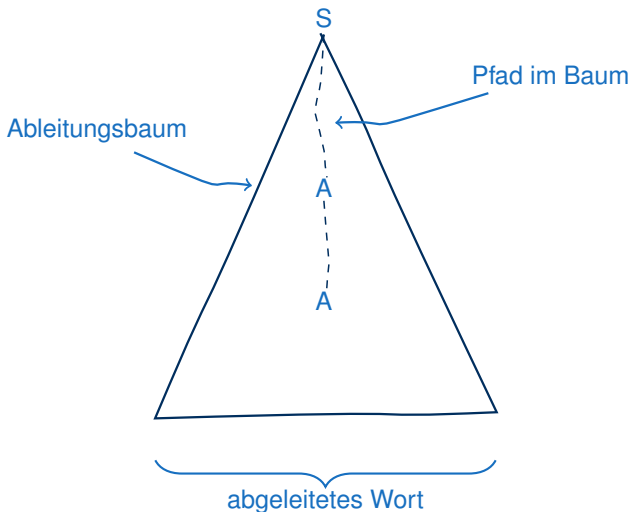 S
Pfad im Baum
Ableitungsbaum
A
A
abgeleitetes Wort